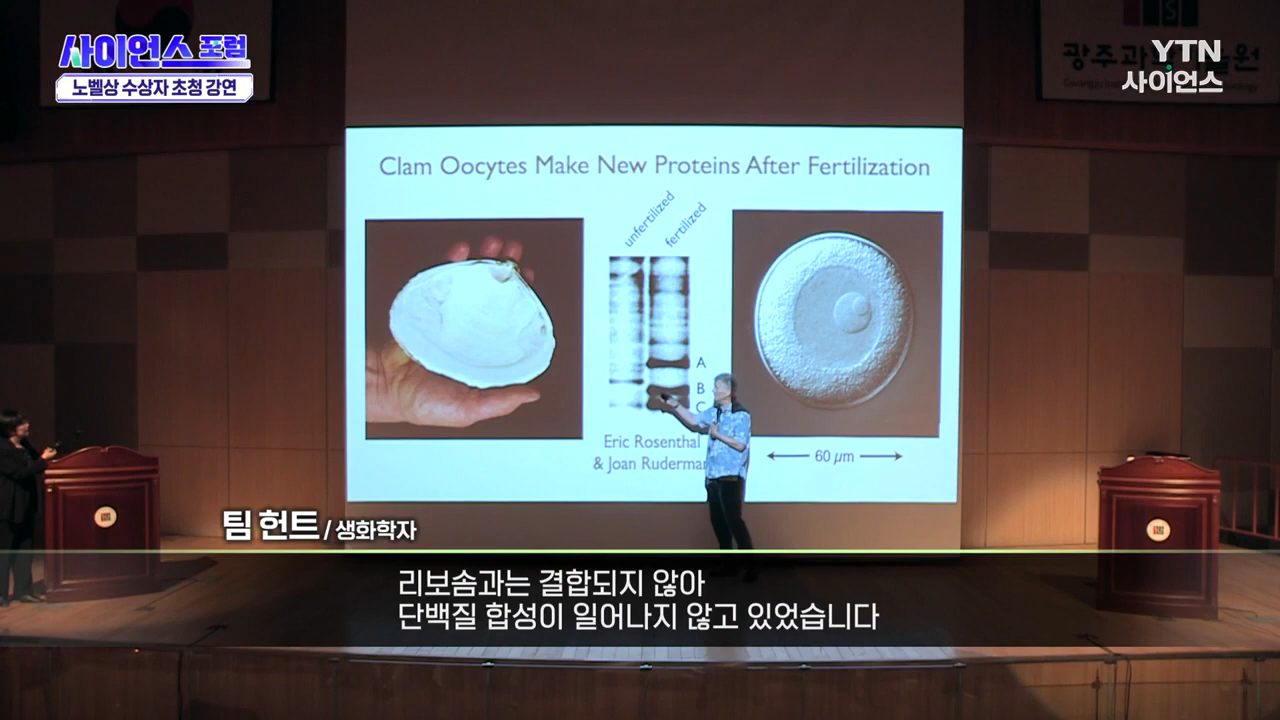 사이언스 포럼
노벨상 수상자 초청 강연
YTN
사이언스
Clam Oocytes Make New Proteins After Fertilization
unfertilized
fertilized
A
B
C
Eric Rosenthal
& Joan Ruderma
60 μm
팀 헌트 / 생화학자
리보솜과는 결합되지 않아
단백질 합성이 일어나지 않고 있었습니다